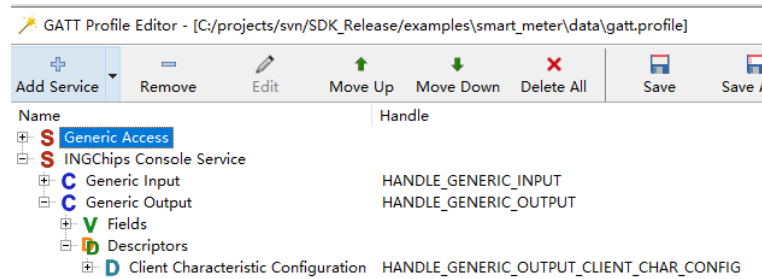 GATT Profile Editor - [C:/projects/svn/SDK_Release/examples\smart_meter\data\gatt.profile]
Add Service Remove Edit Move Up Move Down Delete All Save Save
Name Handle
S Generic Access
S INGChips Console Service
C Generic Input HANDLE_GENERIC_INPUT
C Generic Output HANDLE_GENERIC_OUTPUT
V Fields
D Descriptors
D Client Characteristic Configuration HANDLE_GENERIC_OUTPUT_CLIENT_CHAR_CONFIG